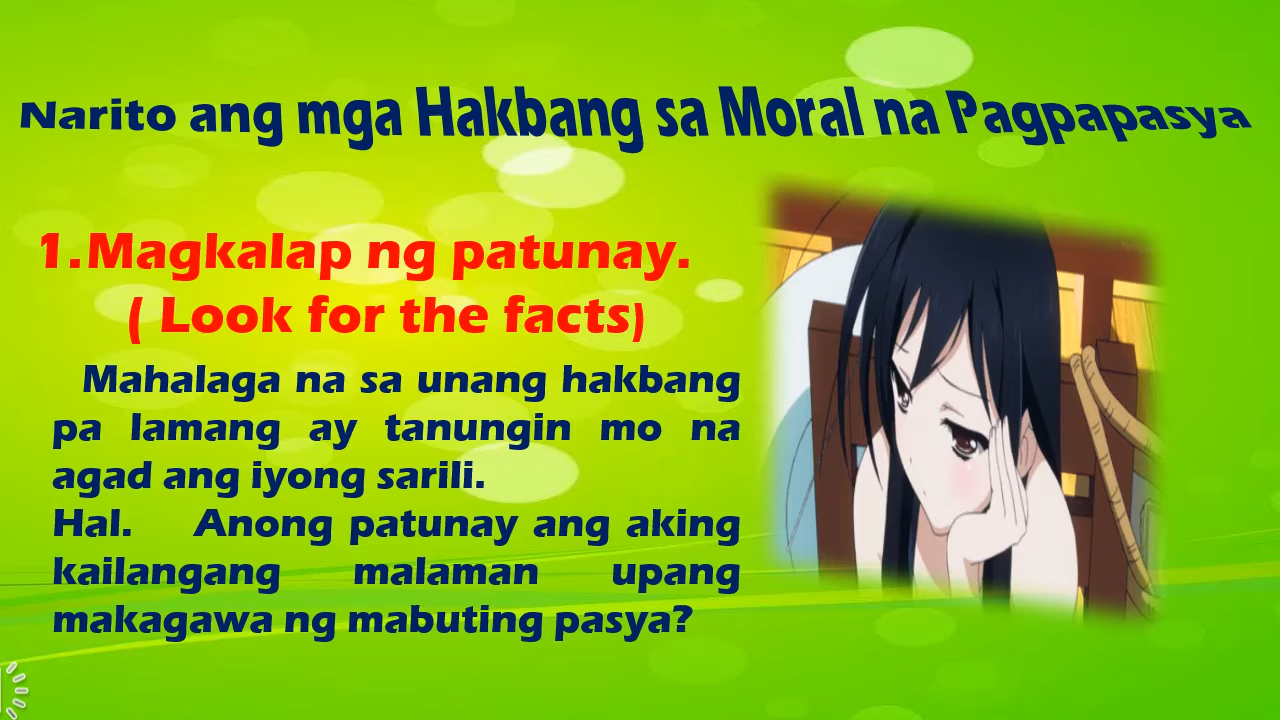 Narito ang mga Hakbang sa Moral na Pagpapasya
1.Magkalap ng patunay.
( Look for the facts)
Mahalaga na sa unang hakbang
pa lamang ay tanungin mo na
agad ang iyong sarili.
Hal. Anong patunay ang aking
kailangang malaman upang
makagawa ng mabuting pasya?